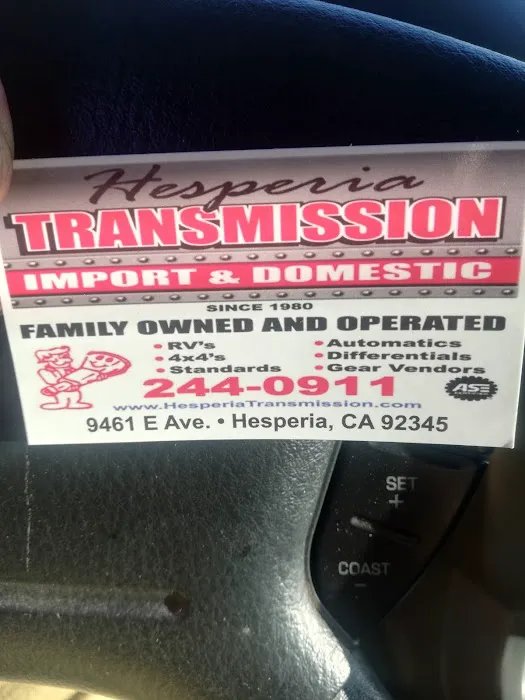 Hesperia
TRANSMISSION
IMPORT & DOMESTIC
SINCE 1980
FAMILY OWNED AND OPERATED
• RV's
• 4x4's
• Standards
• Automatics
• Differentials
• Gear Vendors
244-0911
ASE
www.HesperiaTransmission.com
9461 E Ave. • Hesperia, CA 92345
SET
+
COAST
–